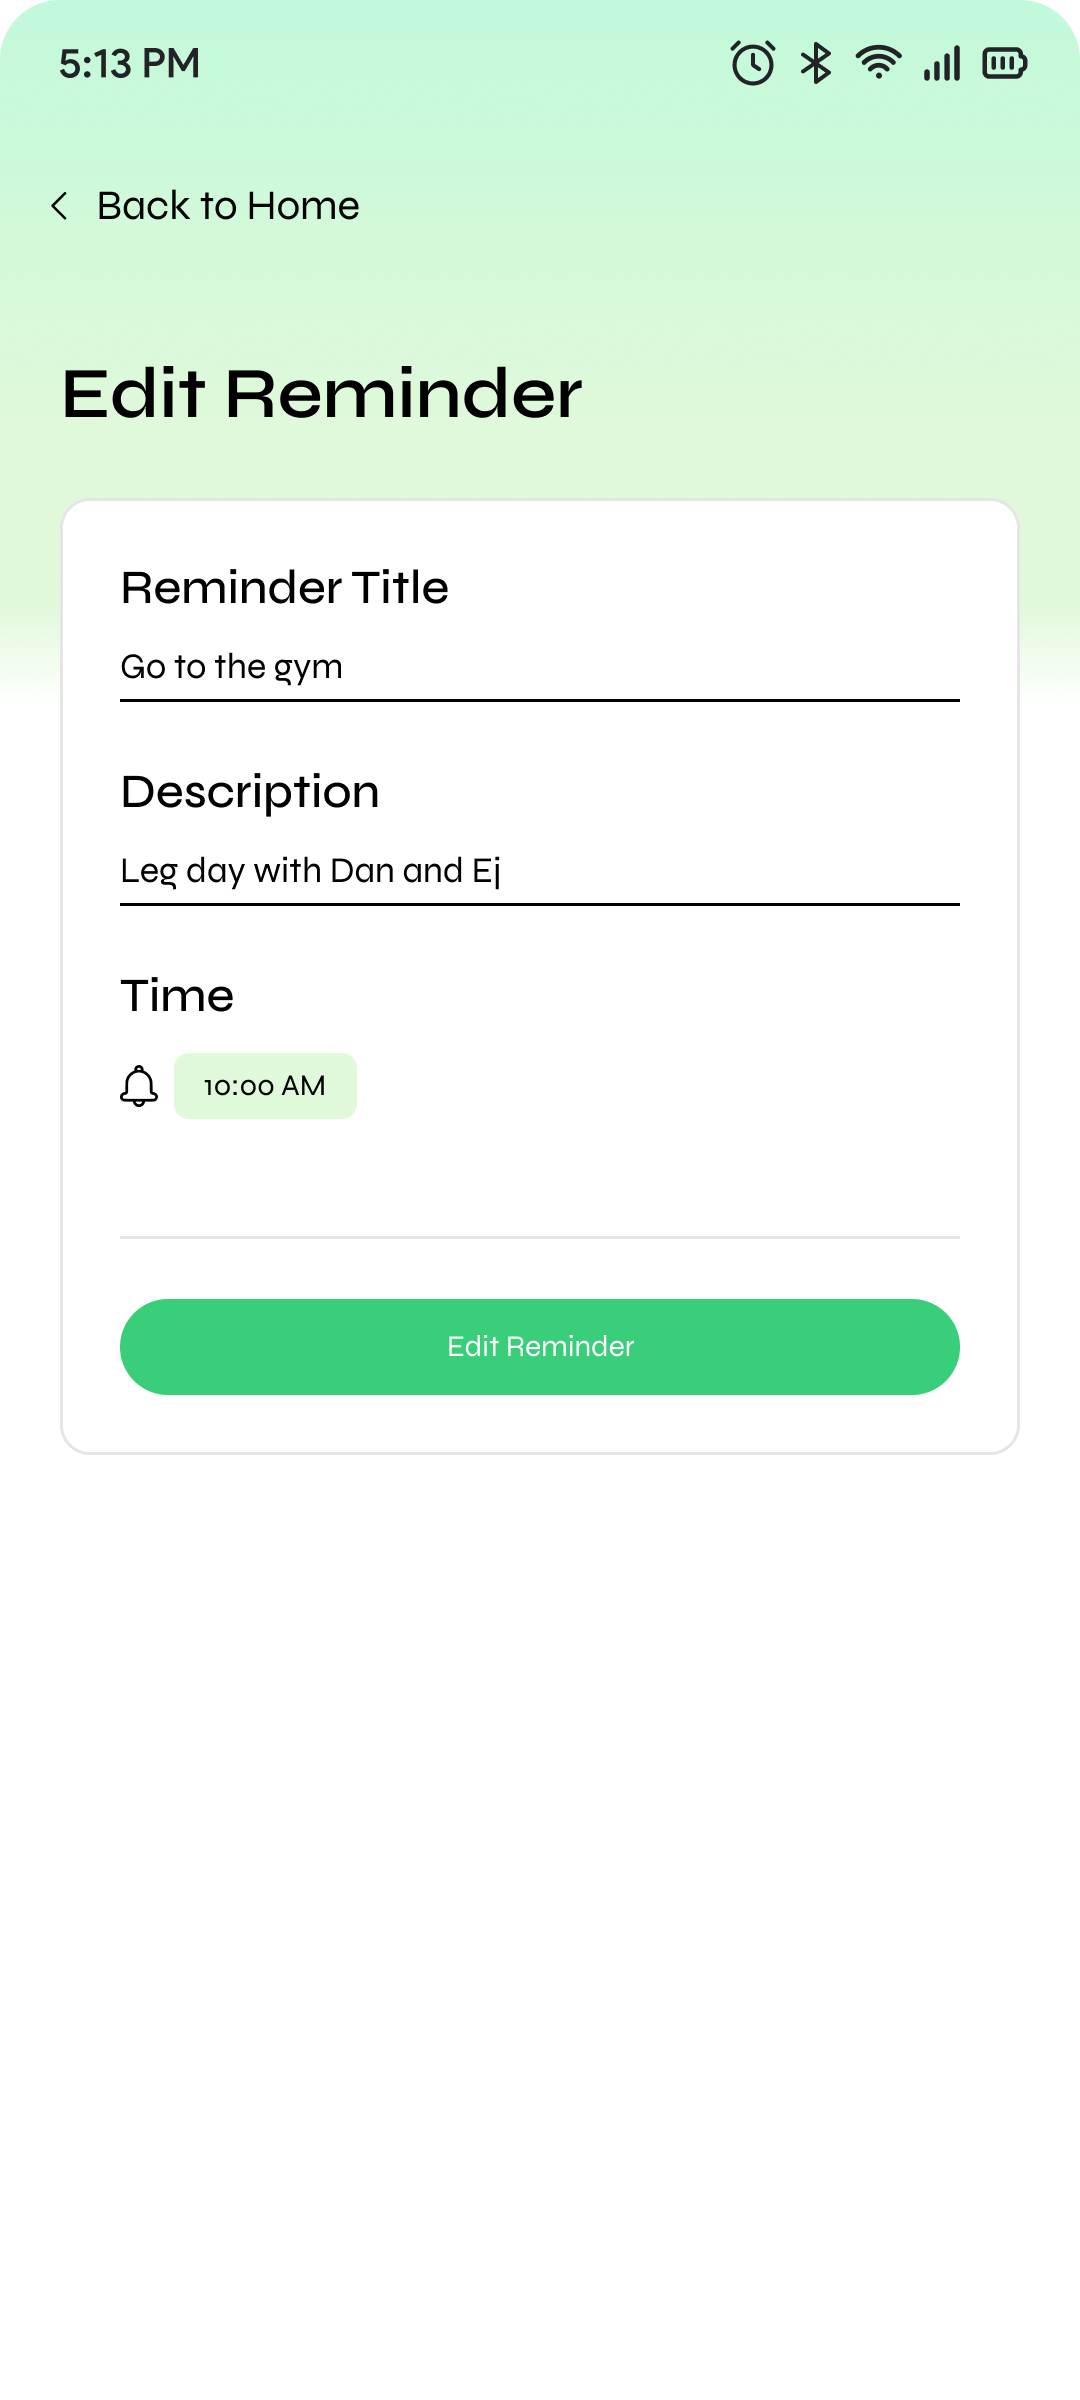 5:13 PM
Back to Home
Edit Reminder
Reminder Title
Go to the gym
Description
Leg day with Dan and Ej
Time
10:00 AM
Edit Reminder